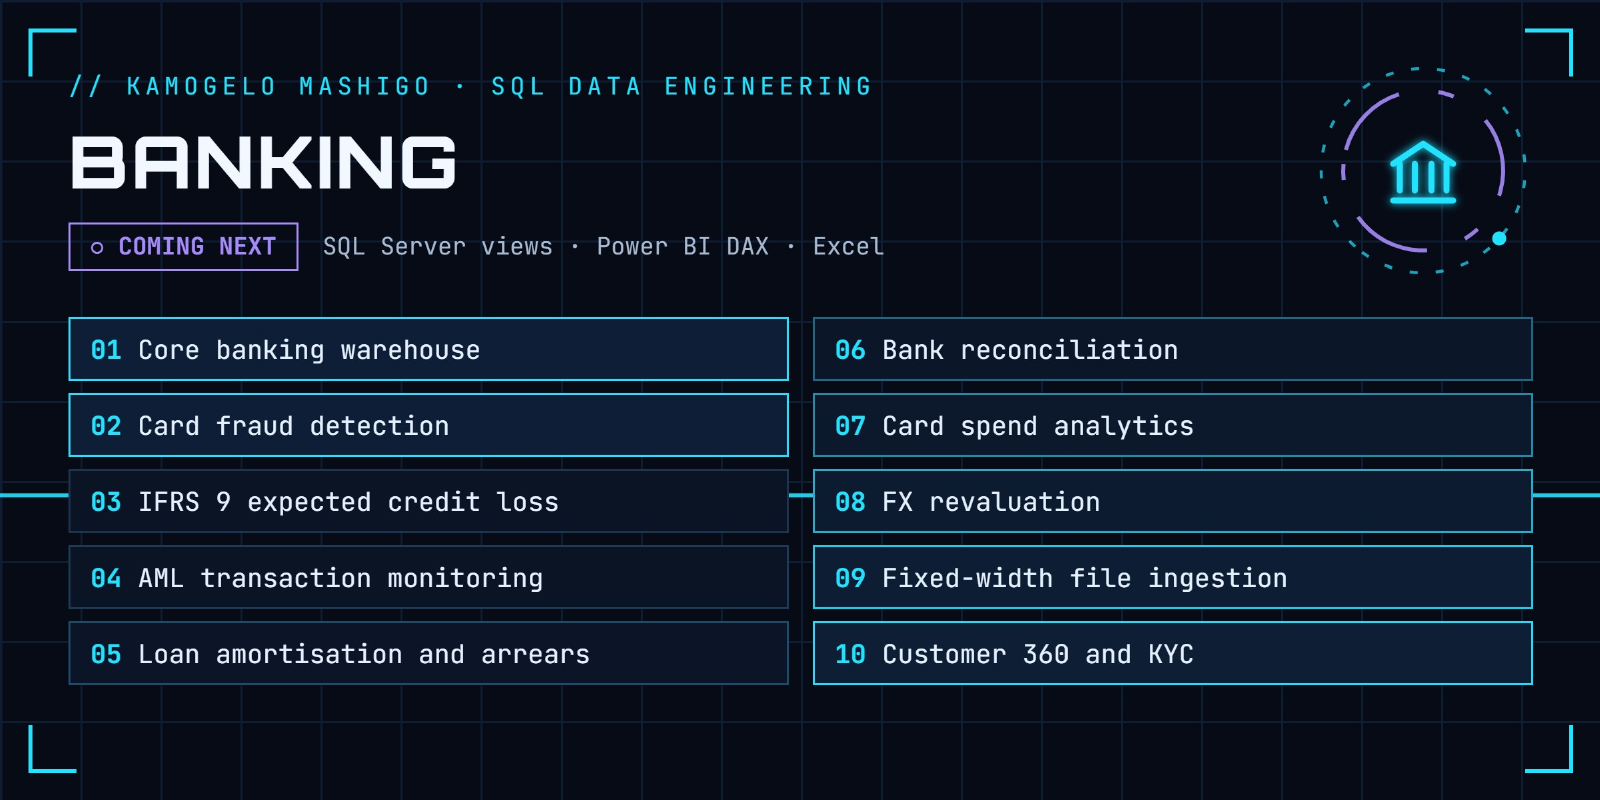 // KAMOGELO MASHIGO · SQL DATA ENGINEERING
BANKING
COMING NEXT
SQL Server views · Power BI DAX · Excel
01 Core banking warehouse
02 Card fraud detection
03 IFRS 9 expected credit loss
04 AML transaction monitoring
05 Loan amortisation and arrears
06 Bank reconciliation
07 Card spend analytics
08 FX revaluation
09 Fixed-width file ingestion
10 Customer 360 and KYC